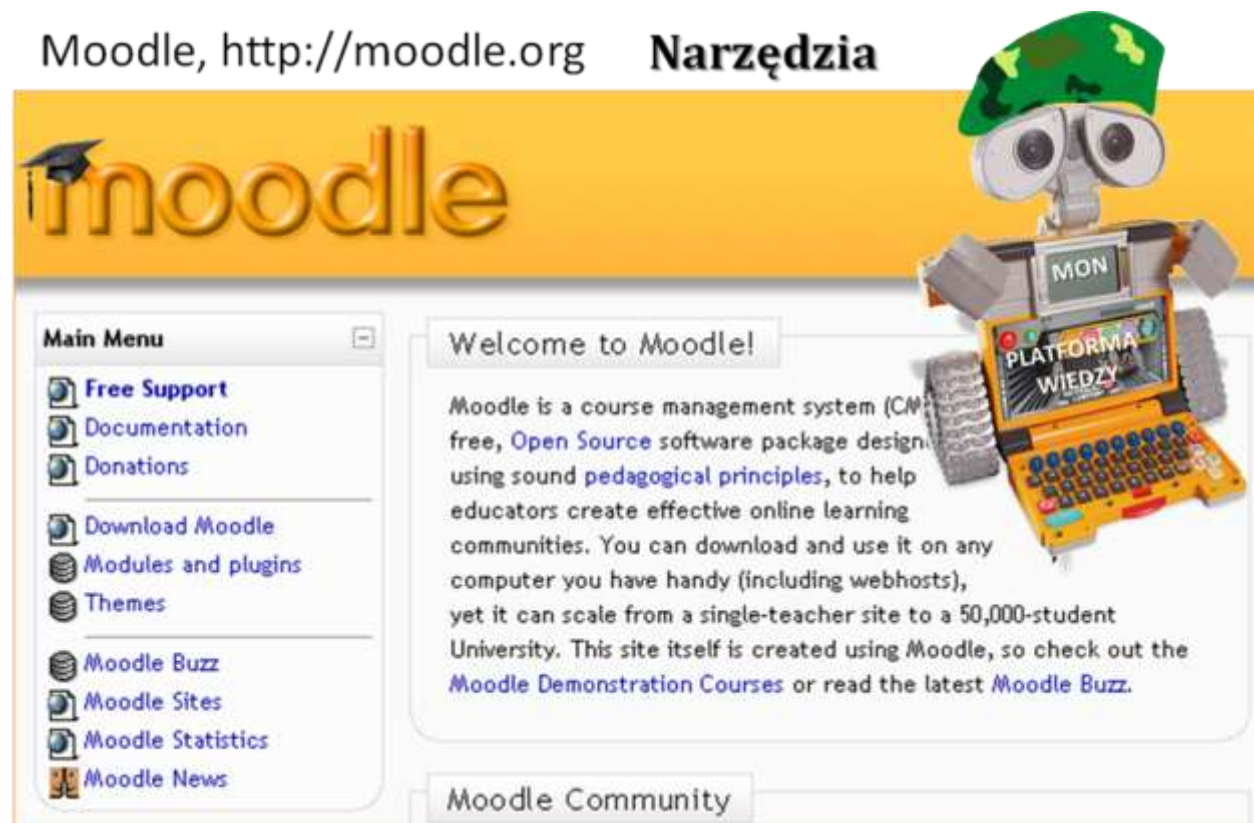 Moodle, http://moodle.org Narzędzia
moodle
MON
PLATFORMA
WIEDZY
Main Menu
Free Support
Documentation
Donations
Download Moodle
Modules and plugins
Themes
Moodle Buzz
Moodle Sites
Moodle Statistics
Moodle News
Welcome to Moodle!
Moodle is a course management system (CM
free, Open Source software package design
using sound pedagogical principles, to help
educators create effective online learning
communities. You can download and use it on any
computer you have handy (including webhosts),
yet it can scale from a single-teacher site to a 50,000-student
University. This site itself is created using Moodle, so check out the
Moodle Demonstration Courses or read the latest Moodle Buzz.
Moodle Community